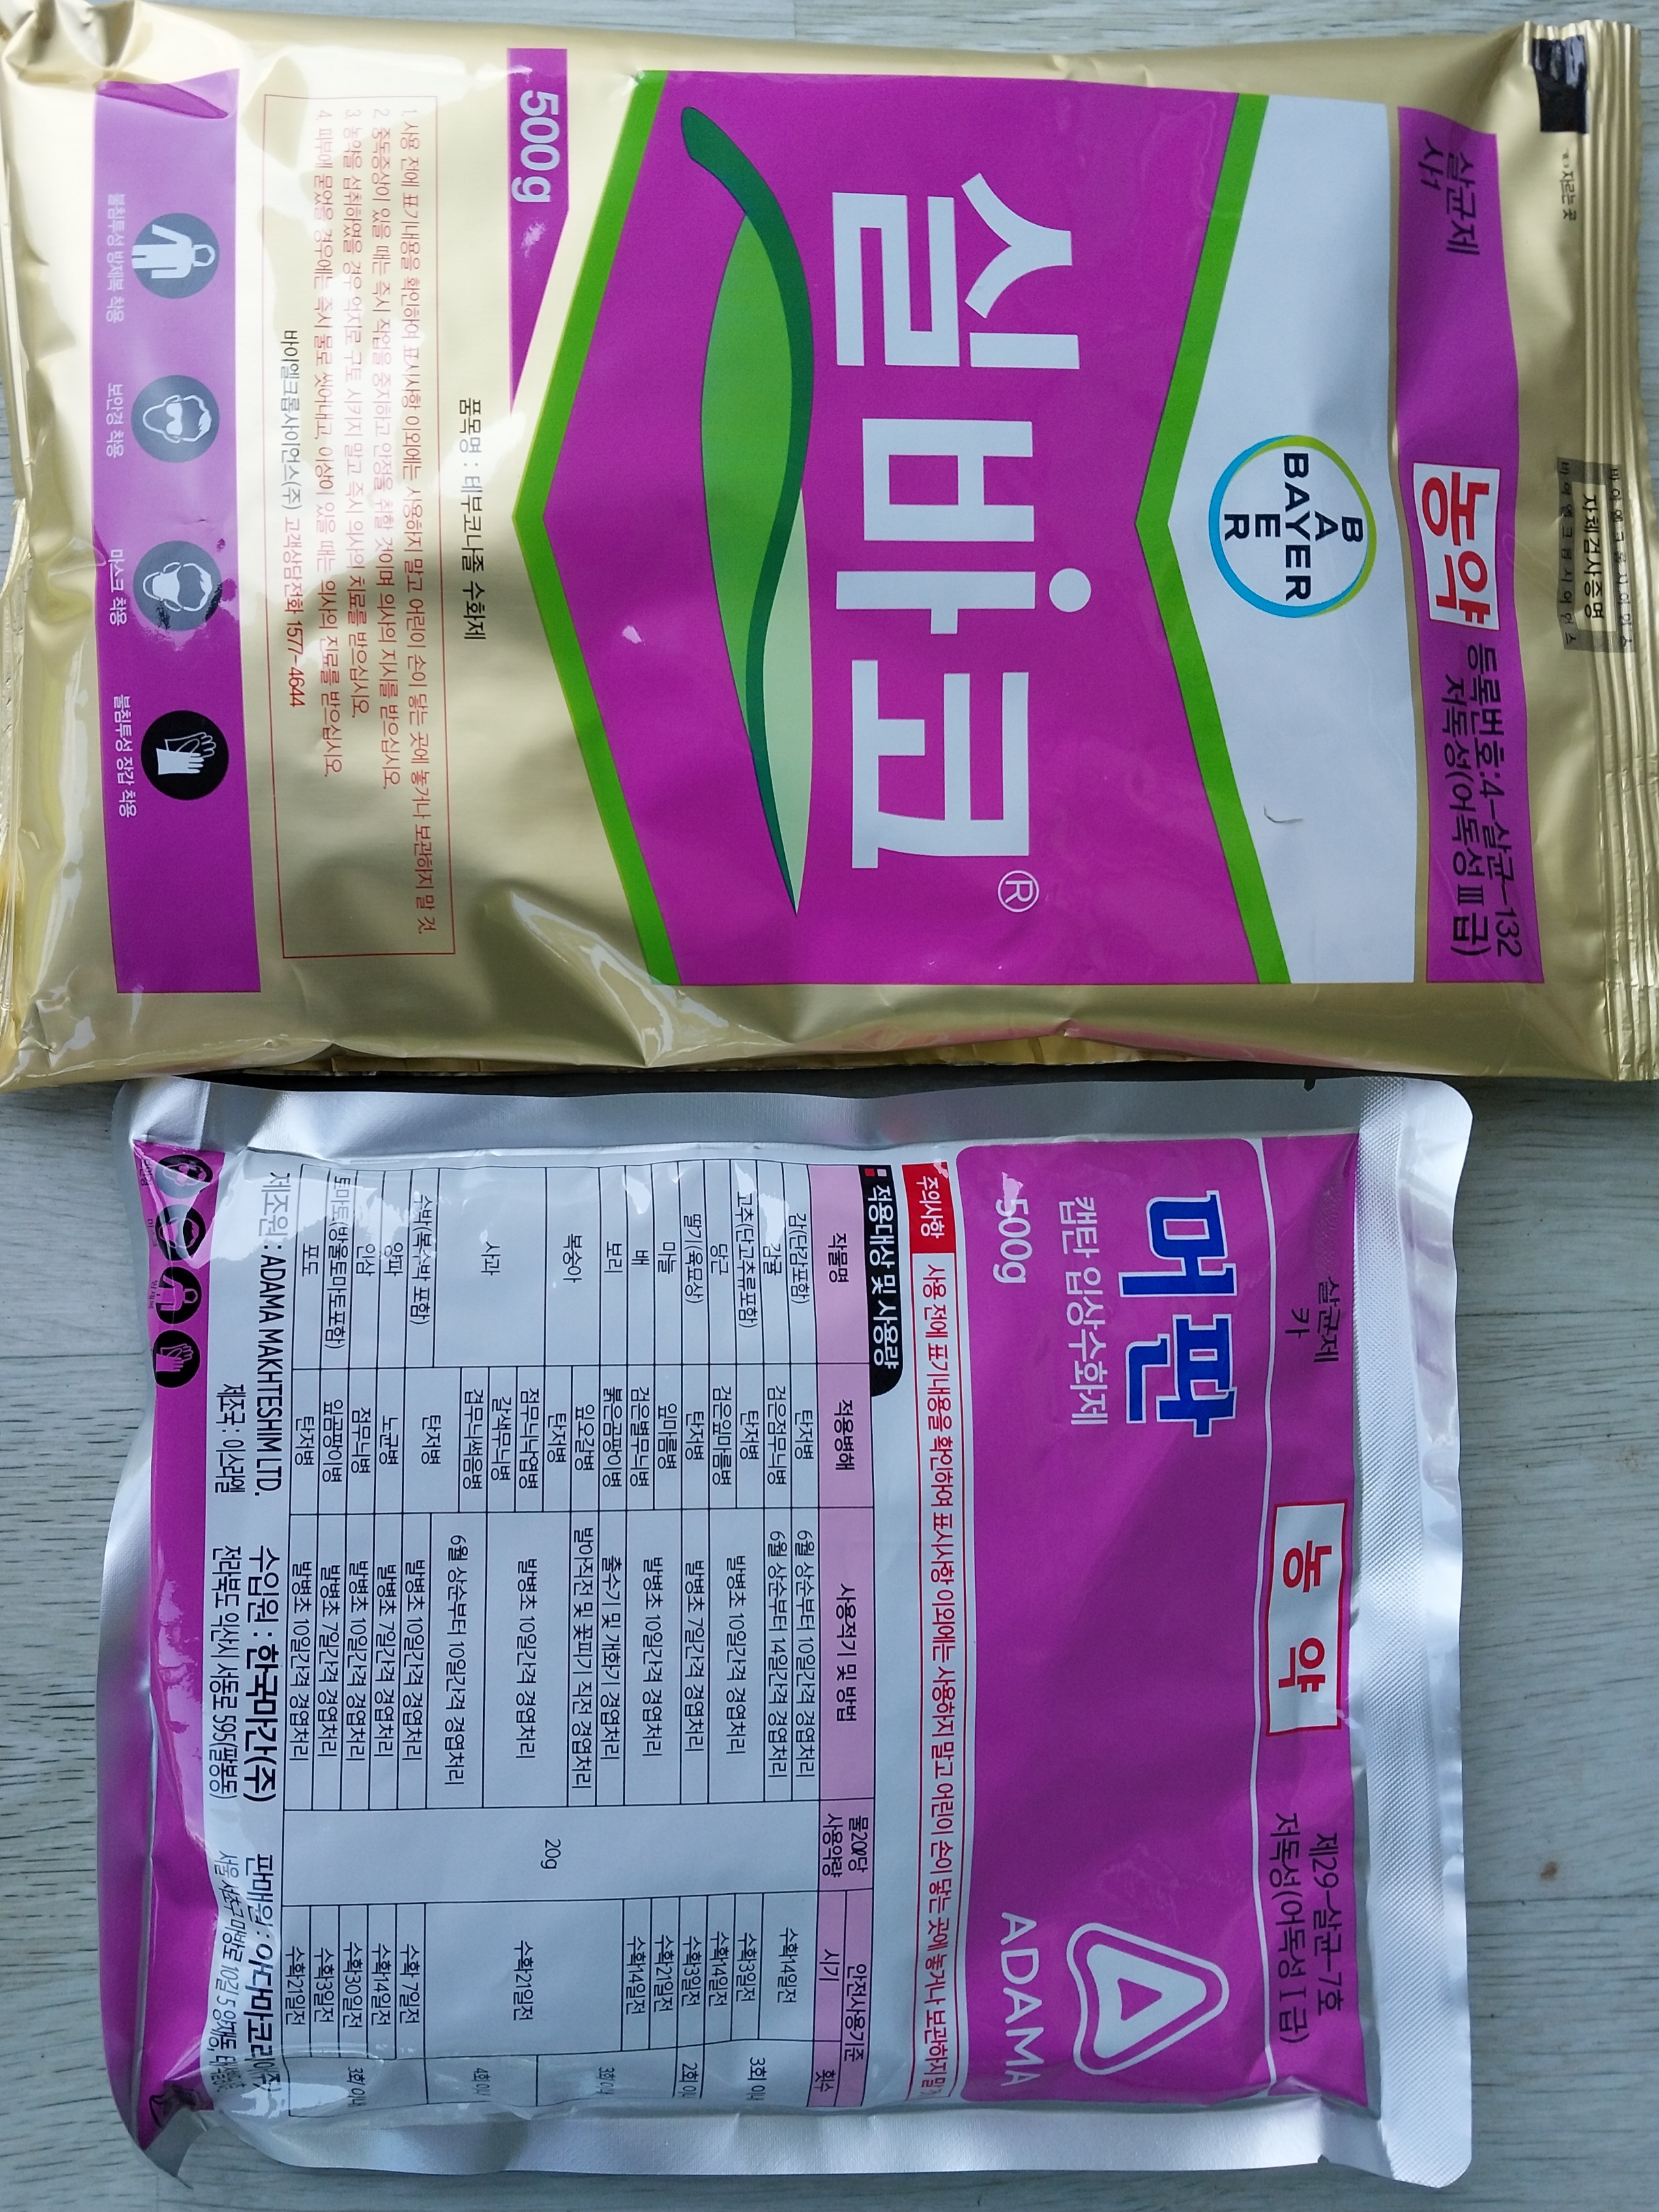 가 자르는 곳
자체검사증명
바이엘크롭사이언스
살균제
사1
농약
등록번호:4-살균-132
저독성(어독성Ⅲ급)
BAYER
BAYER
실바코®
500g
품목명 : 테부코나졸 수화제
1. 사용 전에 표기내용을 확인하여 표시사항 이외에는 사용하지 말고 어린이 손이 닿는 곳에 놓거나 보관하지 말 것.
2. 중독증상이 있을 때는 즉시 작업을 중지하고 안정을 취할 것이며 의사의 지시를 받으십시오.
3. 농약을 섭취하였을 경우 억지로 구토 시키지 말고 즉시 의사의 치료를 받으십시오.
4. 피부에 묻었을 경우에는 즉시 물로 씻어내고, 이상이 있을 때는 의사의 진료를 받으십시오.
바이엘크롭사이언스(주) 고객상담전화 1577-4644
불침투성 방제복 착용
보안경 착용
마스크 착용
불침투성 장갑 착용
살균제
카
농 약
제29-살균-7호
저독성(어독성Ⅰ급)
머판
캡탄 입상수화제
500g
ADAMA
주의사항
사용 전에 표기내용을 확인하여 표시사항 이외에는 사용하지 말고 어린이 손이 닿는 곳에 놓거나 보관하지 말
적용대상 및 사용량
작물명 적용병해 사용적기 및 방법 물20ℓ당 사용약량 안전사용기준
시기 횟수
감(단감포함) 탄저병 6월 상순부터 10일간격 경엽처리 20g 수확14일전 3회 이내
감귤 검은점무늬병 6월 상순부터 14일간격 경엽처리
고추(단고추류포함) 탄저병 발병초 10일간격 경엽처리 수확3일전
당근 검은잎마름병 수확14일전
딸기(육묘상) 탄저병 발병초 7일간격 경엽처리 수확3일전 2회 이내
마늘 잎마름병 발병초 10일간격 경엽처리 수확21일전 3회 이내
배 검은별무늬병 수확14일전
보리 붉은곰팡이병 출수기 및 개화기 경엽처리 수확21일전
복숭아 잎오갈병 발아직전 및 꽃피기 직전 경엽처리
탄저병 발병초 10일간격 경엽처리
사과 점무늬낙엽병 4회 이내
갈색무늬병
겹무늬썩음병 6월 상순부터 10일간격 경엽처리
탄저병
수박(복수박 포함) 발병초 10일간격 경엽처리 수확 7일전 3회 이내
양파 노균병 발병초 7일간격 경엽처리 수확14일전
인삼 점무늬병 발병초 10일간격 경엽처리 수확30일전
토마토(방울토마토포함) 잎곰팡이병 발병초 7일간격 경엽처리 수확3일전
포도 탄저병 발병초 10일간격 경엽처리 수확21일전
제조원 : ADAMA MAKHTESHIM LTD.
제조국 : 이스라엘
수입원 : 한국마간(주)
전라북도 익산시 서동로 595(팔봉동)
판매원 : 아다마코리아(주)